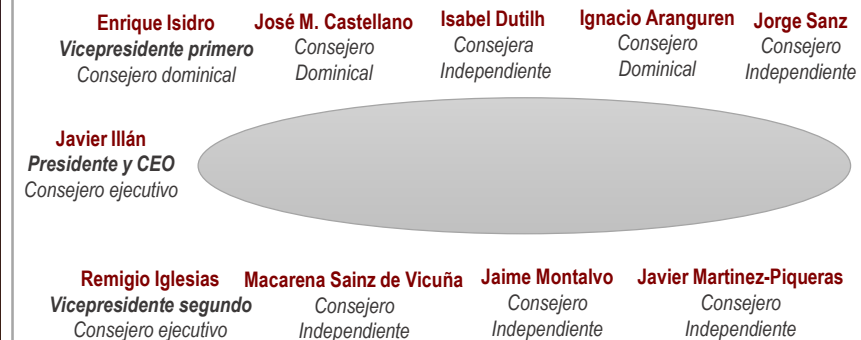 Enrique Isidro
Vicepresidente primero
Consejero dominical
José M. Castellano
Consejero
Dominical
Isabel Dutilh
Consejera
Independiente
Ignacio Aranguren
Consejero
Dominical
Jorge Sanz
Consejero
Independiente
Javier Illán
Presidente y CEO
Consejero ejecutivo
Remigio Iglesias
Vicepresidente segundo
Consejero ejecutivo
Macarena Sainz de Vicuña
Consejero
Independiente
Jaime Montalvo
Consejero
Independiente
Javier Martinez-Piqueras
Consejero
Independiente